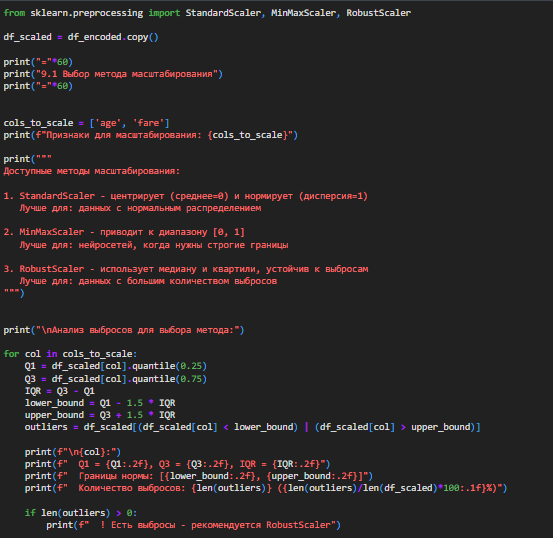 from sklearn.preprocessing import StandardScaler, MinMaxScaler, RobustScaler
df_scaled = df_encoded.copy()
print("="*60)
print("9.1 Выбор метода масштабирования")
print("="*60)
cols_to_scale = ['age', 'fare']
print(f"Признаки для масштабирования: {cols_to_scale}")
print("""
Доступные методы масштабирования:
1. StandardScaler - центрирует (среднее=0) и нормирует (дисперсия=1)
Лучше для: данных с нормальным распределением
2. MinMaxScaler - приводит к диапазону [0, 1]
Лучше для: нейросетей, когда нужны строгие границы
3. RobustScaler - использует медиану и квартили, устойчив к выбросам
Лучше для: данных с большим количеством выбросов
""")
print("\nАнализ выбросов для выбора метода:")
for col in cols_to_scale:
    Q1 = df_scaled[col].quantile(0.25)
    Q3 = df_scaled[col].quantile(0.75)
    IQR = Q3 - Q1
    lower_bound = Q1 - 1.5 * IQR
    upper_bound = Q3 + 1.5 * IQR
    outliers = df_scaled[(df_scaled[col] < lower_bound) | (df_scaled[col] > upper_bound)]
    print(f"\n{col}:")
    print(f"  Q1 = {Q1:.2f}, Q3 = {Q3:.2f}, IQR = {IQR:.2f}")
    print(f"  Границы нормы: [{lower_bound:.2f}, {upper_bound:.2f}]")
    print(f"  Количество выбросов: {len(outliers)} ({len(outliers)/len(df_scaled)*100:.1f}%)")
    if len(outliers) > 0:
        print(f"  ! Есть выбросы - рекомендуется RobustScaler")